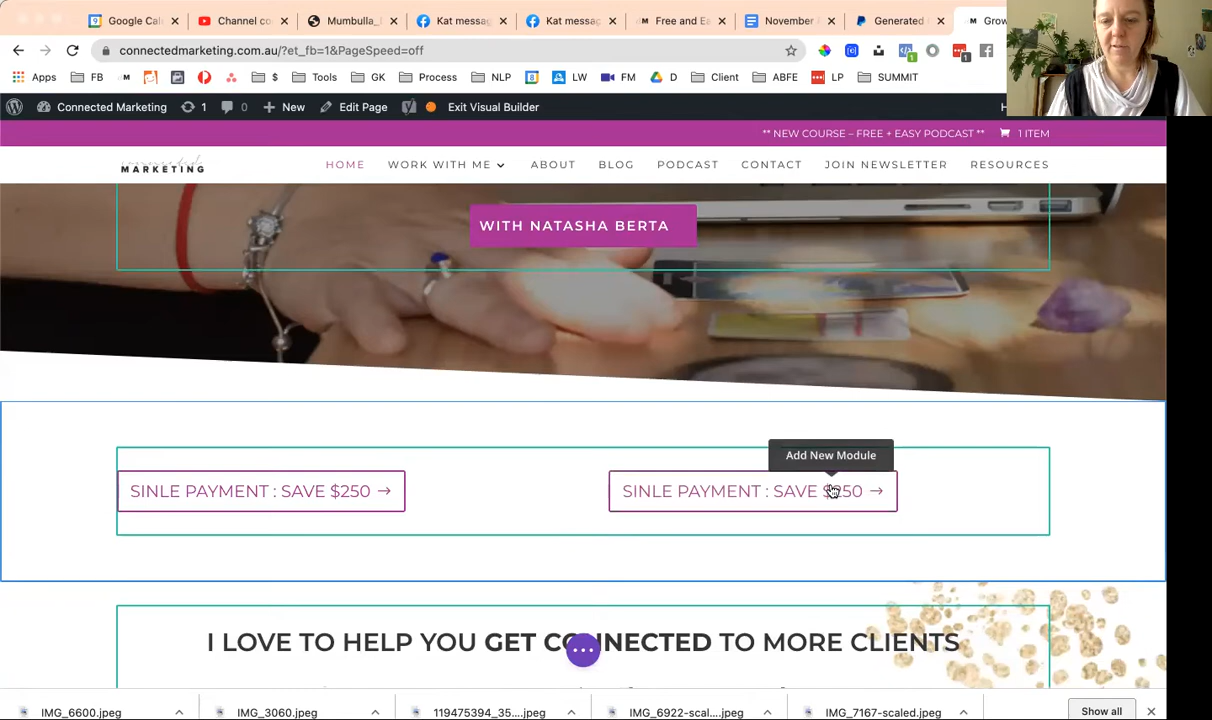 Google Cale
Channel co
Mumbulla_
Kat messag
Kat messag
Free and Ea
November A
Generated r
Grow
connectedmarketing.com.au/?et_fb=1&PageSpeed=off
Apps
FB
$
Tools
GK
Process
NLP
LW
FM
D
Client
ABFE
LP
SUMMIT
Connected Marketing
1
0
New
Edit Page
Exit Visual Builder
** NEW COURSE – FREE + EASY PODCAST **
1 ITEM
MARKETING
HOME
WORK WITH ME
ABOUT
BLOG
PODCAST
CONTACT
JOIN NEWSLETTER
RESOURCES
WITH NATASHA BERTA
Add New Module
SINLE PAYMENT : SAVE $250
SINLE PAYMENT : SAVE $250
I LOVE TO HELP YOU GET CONNECTED TO MORE CLIENTS
IMG_6600.jpeg
IMG_3060.jpeg
119475394_35....jpeg
IMG_6922-scal....jpeg
IMG_7167-scaled.jpeg
Show all